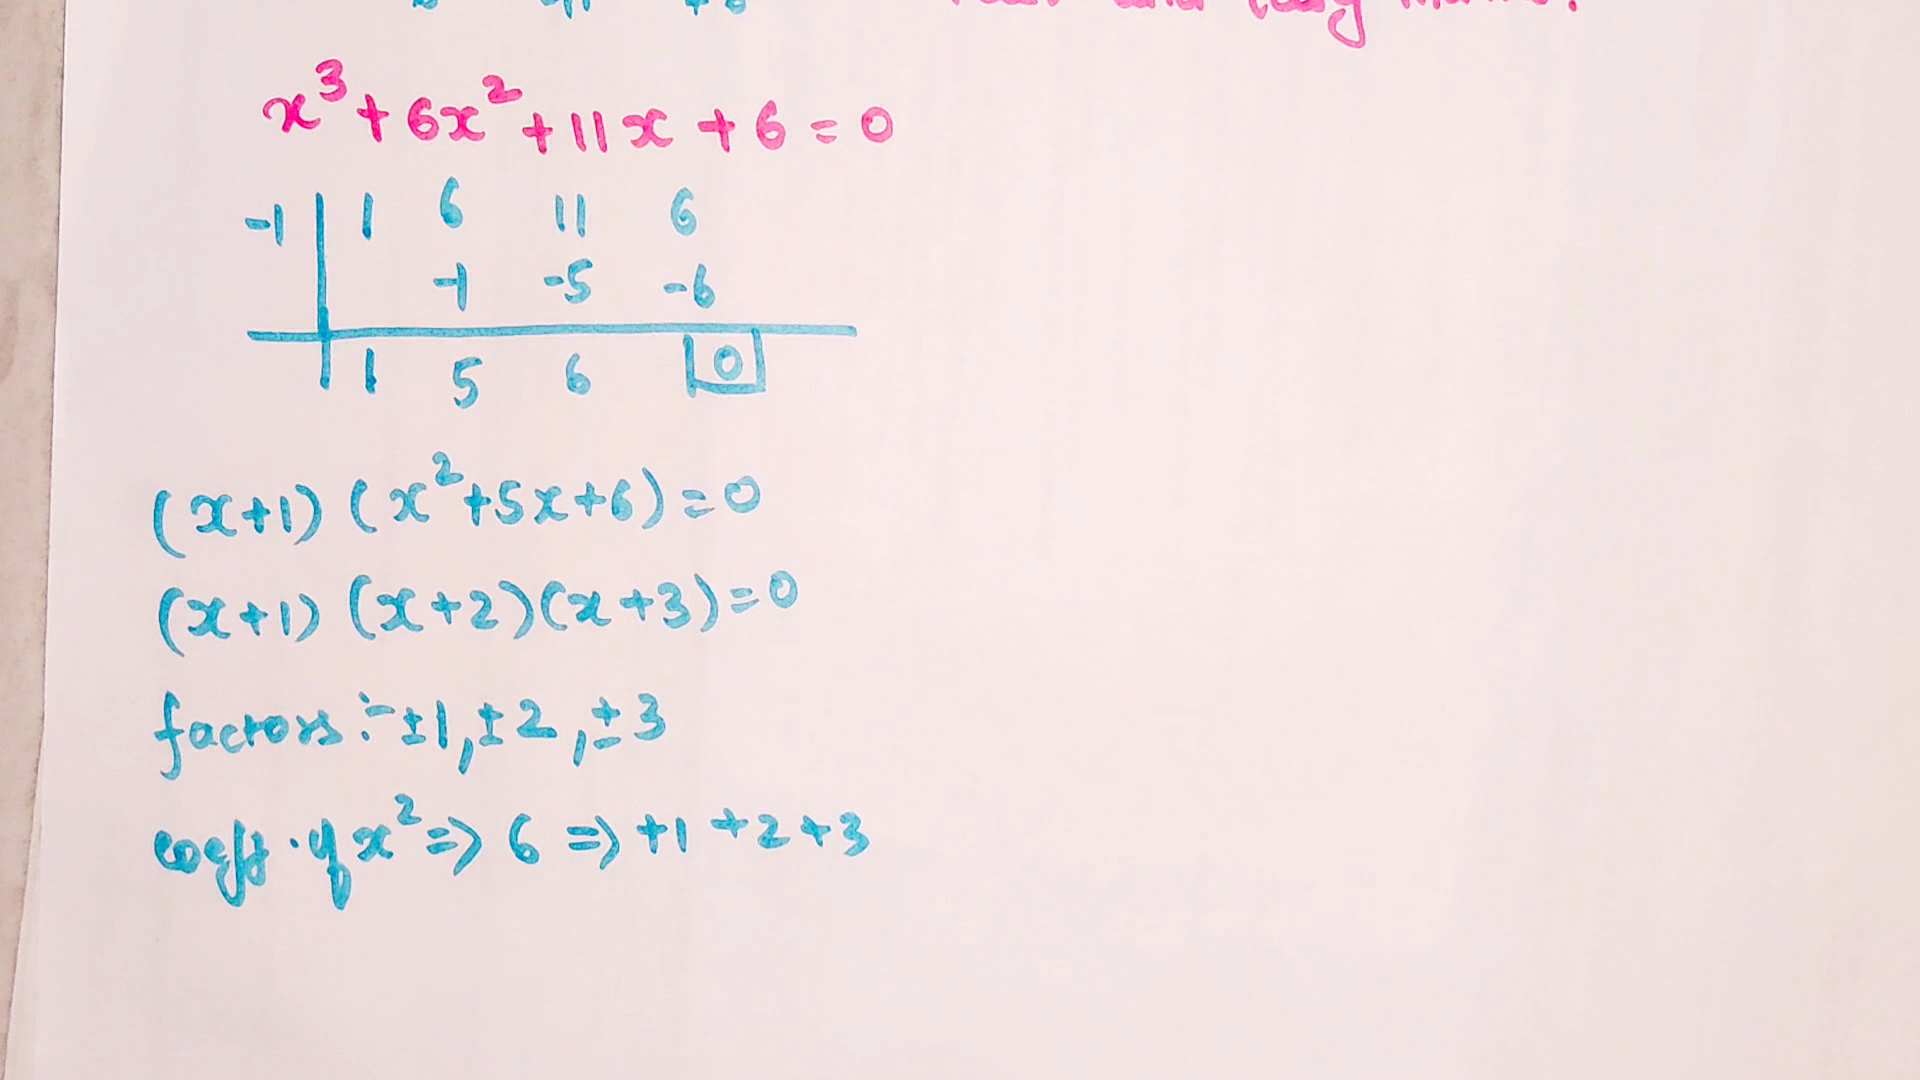 x³ + 6x² + 11x + 6 = 0
-1 | 1 6 11 6
-1 -5 -6
1 5 6 0
(x+1) (x²+5x+6) = 0
(x+1) (x+2) (x+3) = 0
factors :- ±1, ±2, ±3
coeff. of x² => 6 => +1 +2 +3